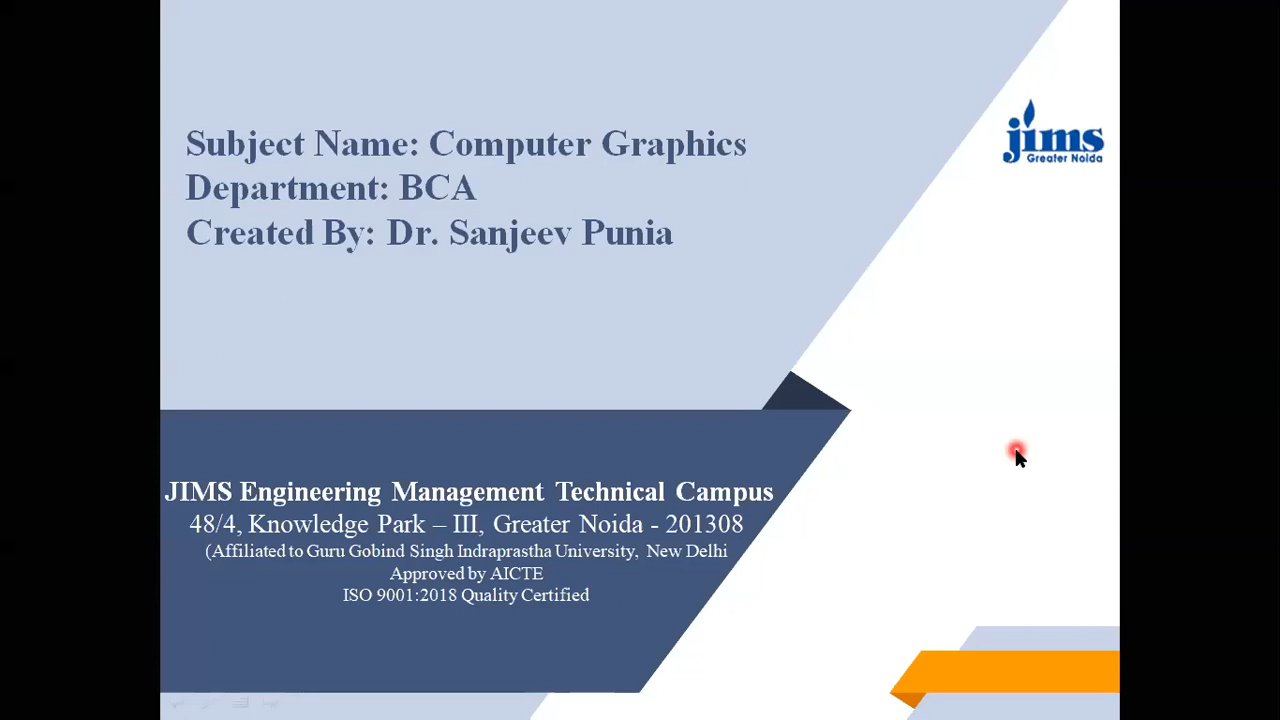 Subject Name: Computer Graphics
Department: BCA
Created By: Dr. Sanjeev Punia
jims
Greater Noida
JIMS Engineering Management Technical Campus
48/4, Knowledge Park – III, Greater Noida - 201308
(Affiliated to Guru Gobind Singh Indraprastha University, New Delhi
Approved by AICTE
ISO 9001:2018 Quality Certified